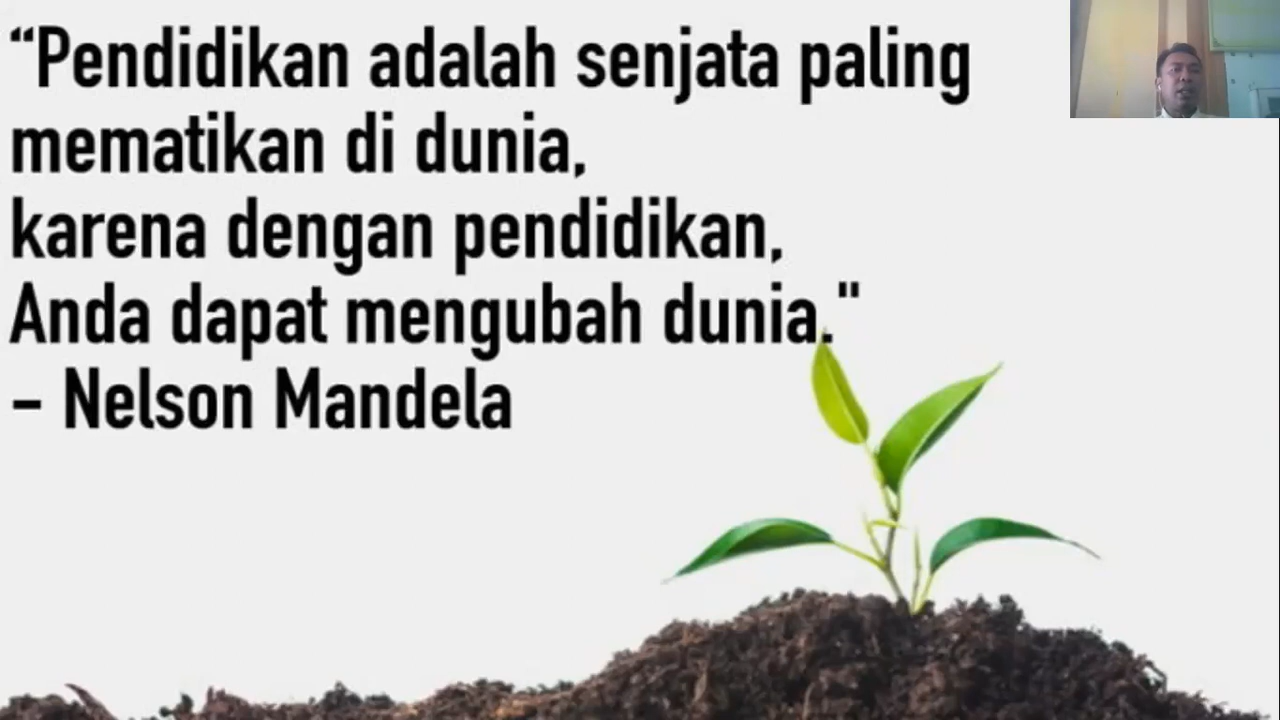 “Pendidikan adalah senjata paling
mematikan di dunia,
karena dengan pendidikan,
Anda dapat mengubah dunia."
– Nelson Mandela